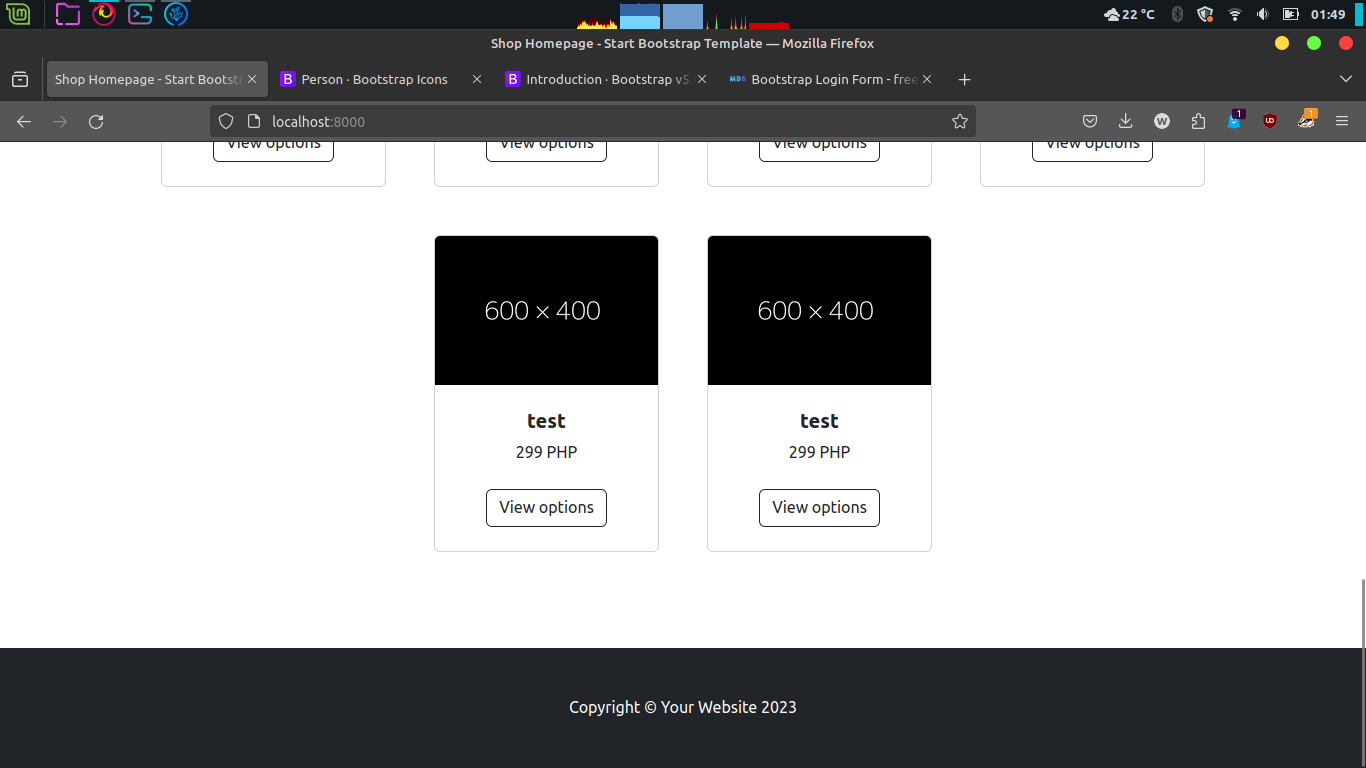 22 °C
01:49
Shop Homepage - Start Bootstrap Template — Mozilla Firefox
Shop Homepage - Start Bootstr
Person · Bootstrap Icons
Introduction · Bootstrap v5.
MDB Bootstrap Login Form - free
localhost:8000
W
1
UD
1
View options
View options
View options
View options
600 × 400
600 × 400
test
test
299 PHP
299 PHP
View options
View options
Copyright © Your Website 2023